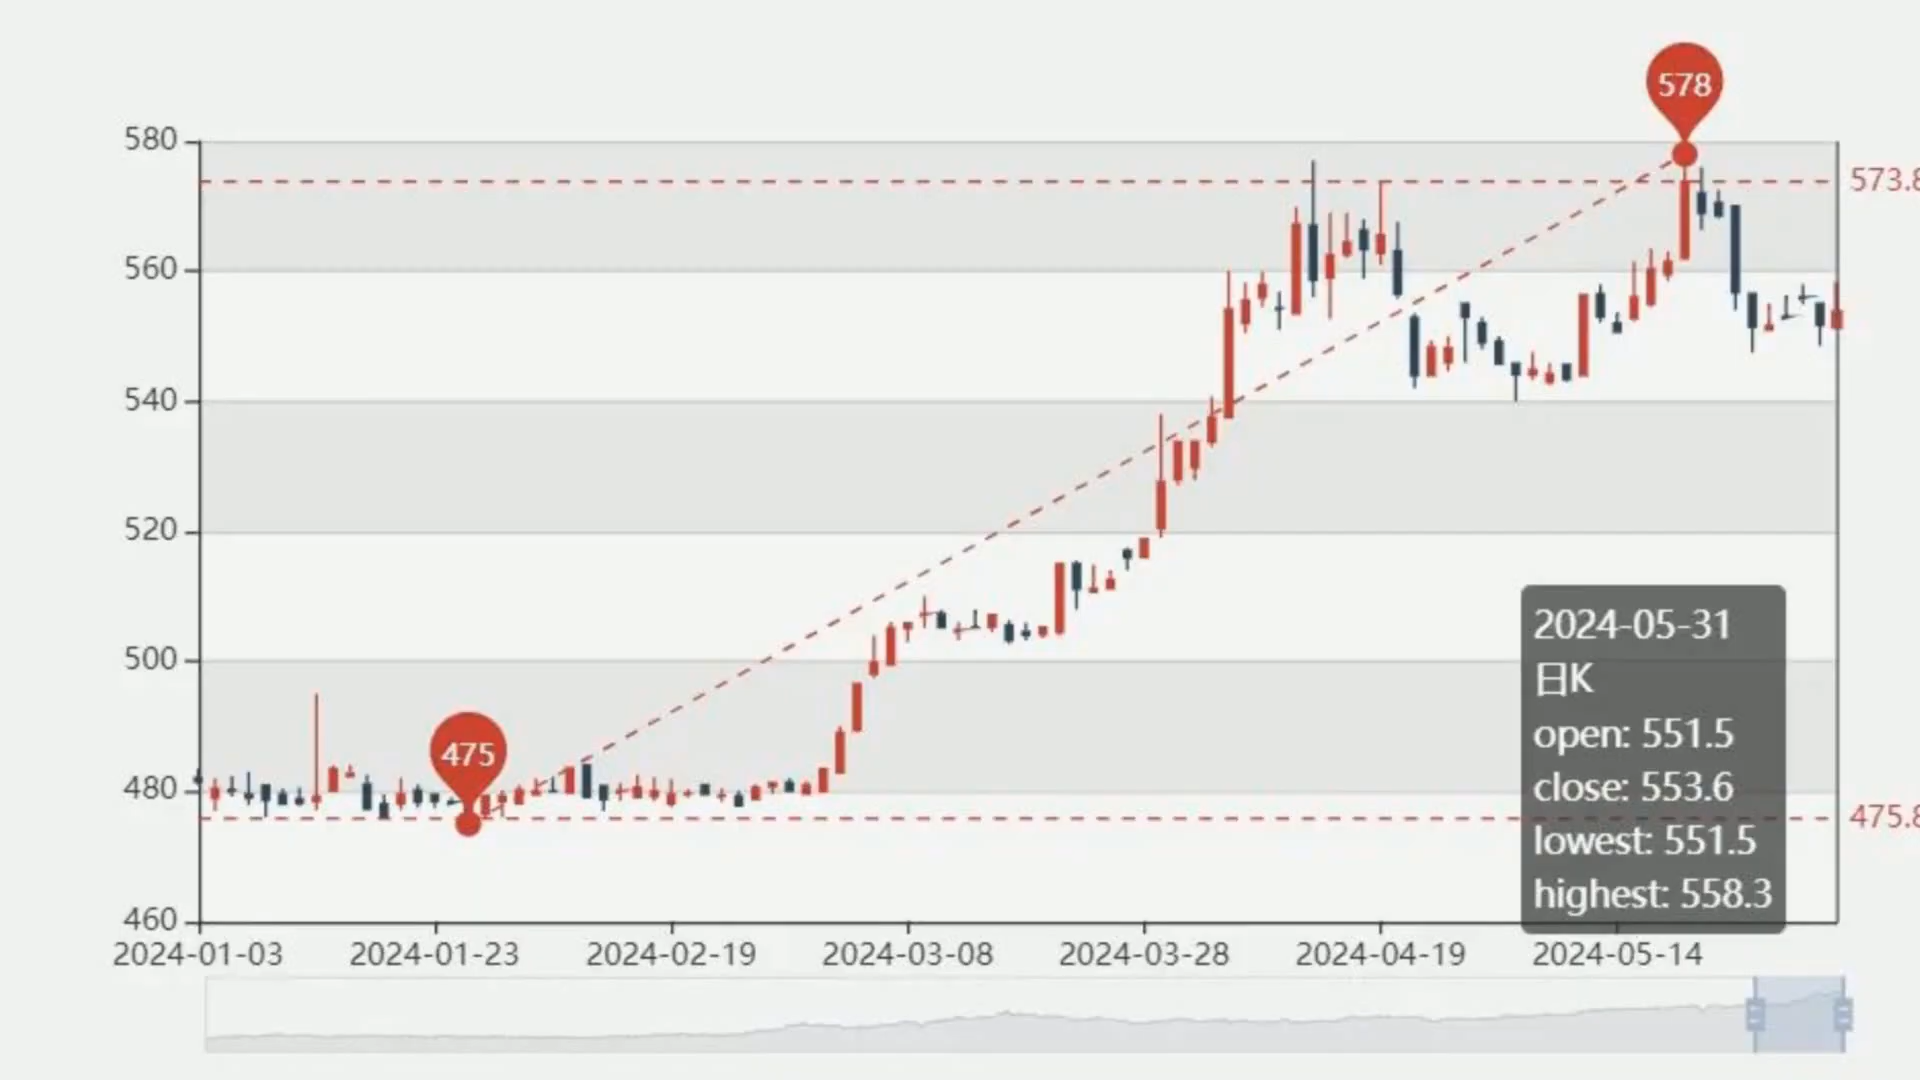 578
580
573.8
560
540
520
500
475
480
475.8
460
2024-01-03 2024-01-23 2024-02-19 2024-03-08 2024-03-28 2024-04-19 2024-05-14
2024-05-31
日K
open: 551.5
close: 553.6
lowest: 551.5
highest: 558.3